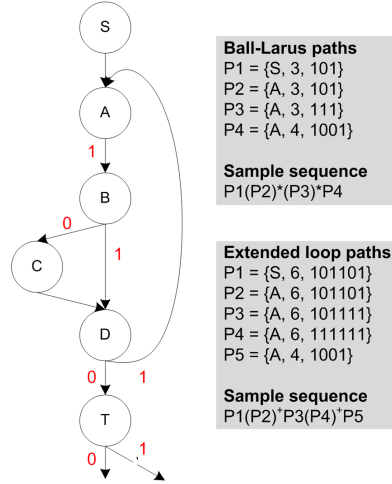 S
A
1
B
0
1
C
D
0
1
T
0
1
Ball-Larus paths
P1 = {S, 3, 101}
P2 = {A, 3, 101}
P3 = {A, 3, 111}
P4 = {A, 4, 1001}
Sample sequence
P1(P2)*(P3)*P4
Extended loop paths
P1 = {S, 6, 101101}
P2 = {A, 6, 101101}
P3 = {A, 6, 101111}
P4 = {A, 6, 111111}
P5 = {A, 4, 1001}
Sample sequence
P1(P2)⁺P3(P4)⁺P5